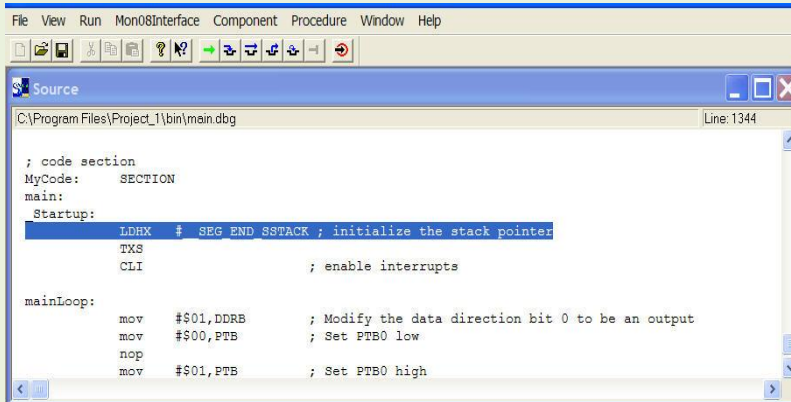 File View Run Mon08Interface Component Procedure Window Help
Source
C:\Program Files\Project_1\bin\main.dbg Line: 1344
; code section
MyCode: SECTION
main:
_Startup:
LDHX #__SEG_END_SSTACK ; initialize the stack pointer
TXS
CLI ; enable interrupts
mainLoop:
mov #$01,DDRB ; Modify the data direction bit 0 to be an output
mov #$00,PTB ; Set PTB0 low
nop
mov #$01,PTB ; Set PTB0 high